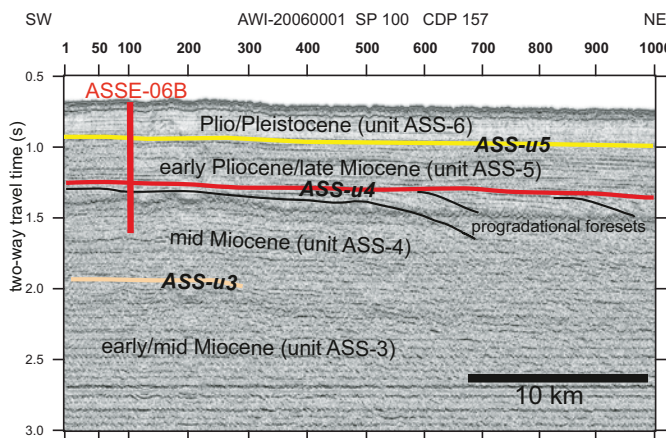 SW AWI-20060001 SP 100 CDP 157 NE
1 50 100 200 300 400 500 600 700 800 900 1000
ASSE-06B
Plio/Pleistocene (unit ASS-6)
ASS-u5
early Pliocene/late Miocene (unit ASS-5)
ASS-u4
progradational foresets
mid Miocene (unit ASS-4)
ASS-u3
early/mid Miocene (unit ASS-3)
10 km
two-way travel time (s)
0.5
1.0
1.5
2.0
2.5
3.0